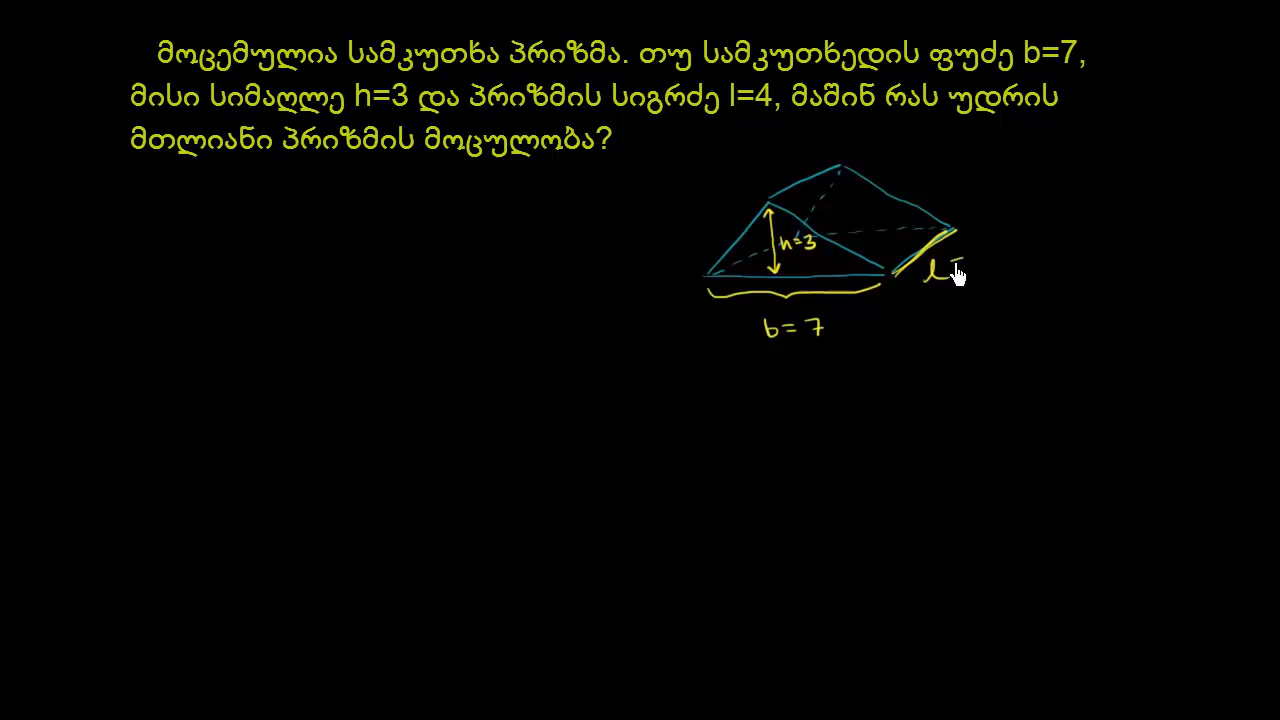 მოცემულია სამკუთხა პრიზმა. თუ სამკუთხედის ფუძე b=7,
მისი სიმაღლე h=3 და პრიზმის სიგრძე l=4, მაშინ რას უდრის
მთლიანი პრიზმის მოცულობა?
h=3
l =
b = 7